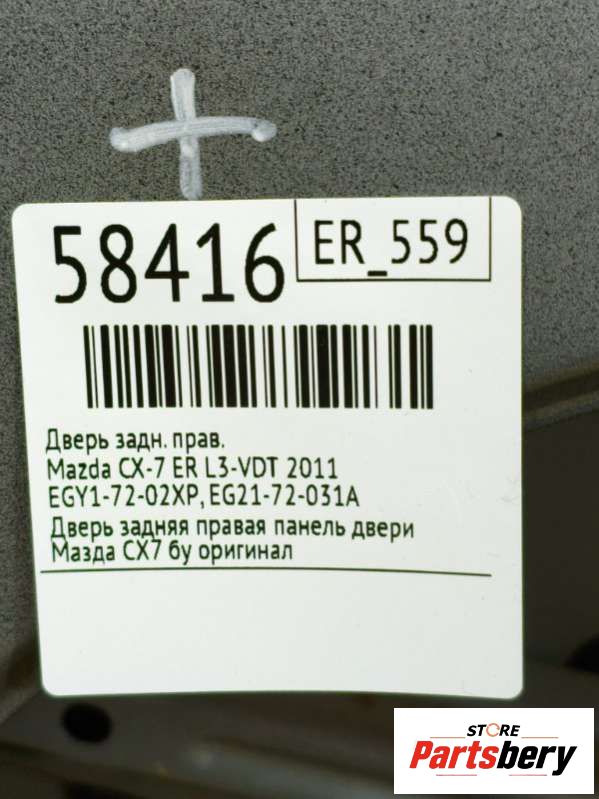 58416
ER_559
Дверь задн. прав.
Mazda CX-7 ER L3-VDT 2011
EGY1-72-02XP, EG21-72-031A
Дверь задняя правая панель двери
Мазда CX7 бу оригинал
STORE
Partsbery